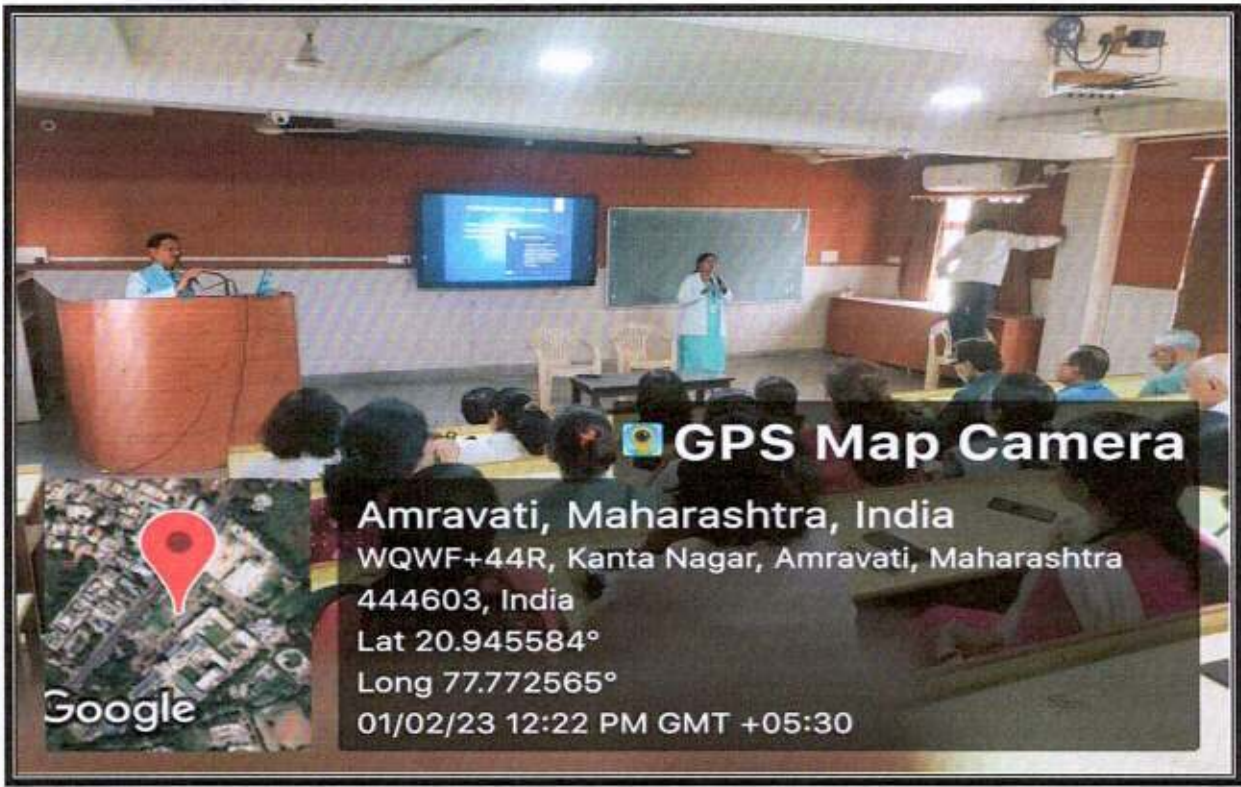 GPS Map Camera
Amravati, Maharashtra, India
WQWF+44R, Kanta Nagar, Amravati, Maharashtra
444603, India
Lat 20.945584°
Long 77.772565°
01/02/23 12:22 PM GMT +05:30
Google